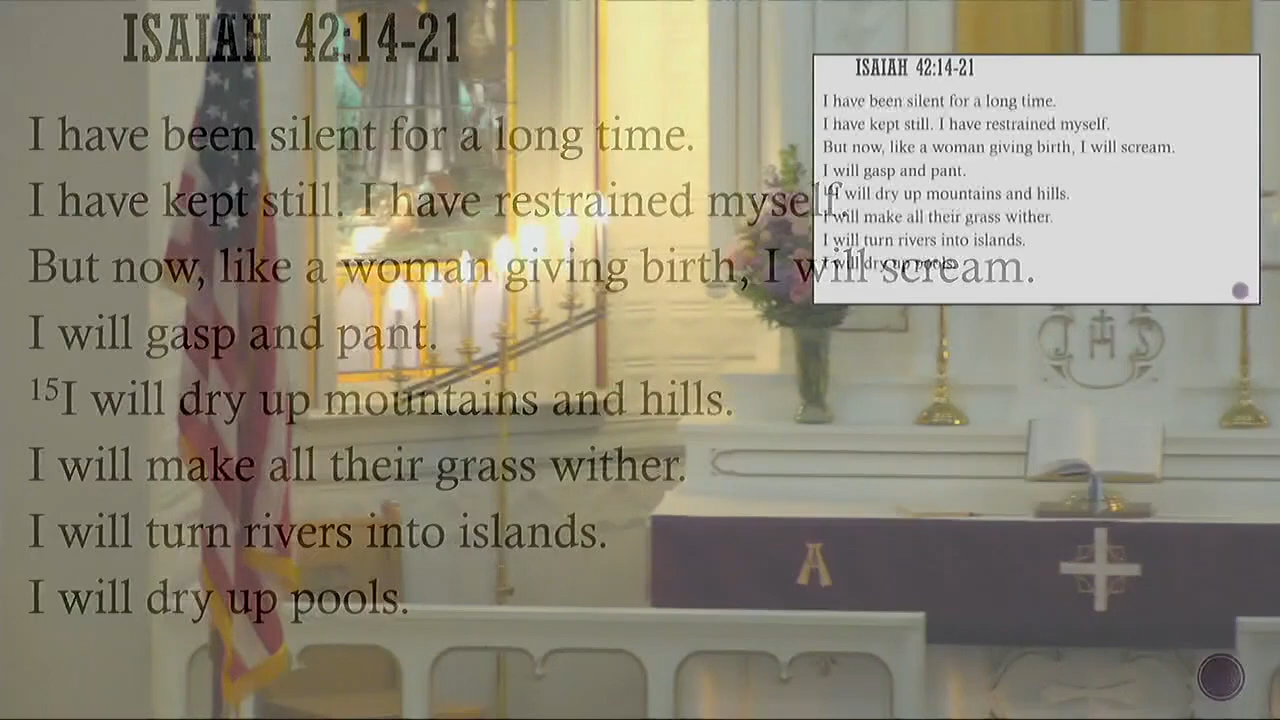 ISAIAH 42:14-21
I have been silent for a long time.
I have kept still. I have restrained myself.
But now, like a woman giving birth, I will scream.
I will gasp and pant.
15I will dry up mountains and hills.
I will make all their grass wither.
I will turn rivers into islands.
I will dry up pools.
ISAIAH 42:14-21
I have been silent for a long time.
I have kept still. I have restrained myself.
But now, like a woman giving birth, I will scream.
I will gasp and pant.
I will dry up mountains and hills.
I will make all their grass wither.
I will turn rivers into islands.
I will dry up pools.
IHS